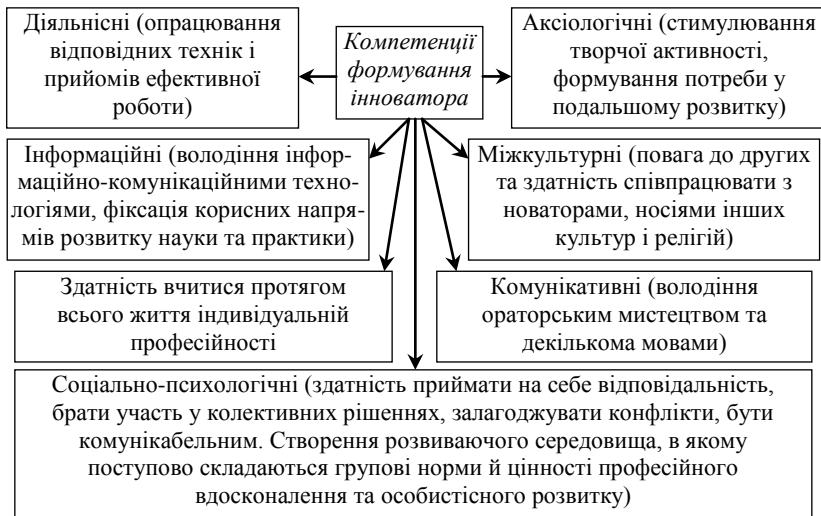 Діяльнісні (опрацювання
відповідних технік і
прийомів ефективної
роботи)
Компетенції
формування
інноватора
Аксіологічні (стимулювання
творчої активності,
формування потреби у
подальшому розвитку)
Інформаційні (володіння інфор-
маційно-комунікаційними техно-
логіями, фіксація корисних напря-
мів розвитку науки та практики)
Міжкультурні (повага до других
та здатність співпрацювати з
новаторами, носіями інших
культур і релігій)
Здатність вчитися протягом
всього життя індивідуальній
професійності
Комунікативні (володіння
ораторським мистецтвом та
декількома мовами)
Соціально-психологічні (здатність приймати на себе відповідальність,
брати участь у колективних рішеннях, залагоджувати конфлікти, бути
комунікабельним. Створення розвиваючого середовища, в якому
поступово складаються групові норми й цінності професійного
вдосконалення та особистісного розвитку)